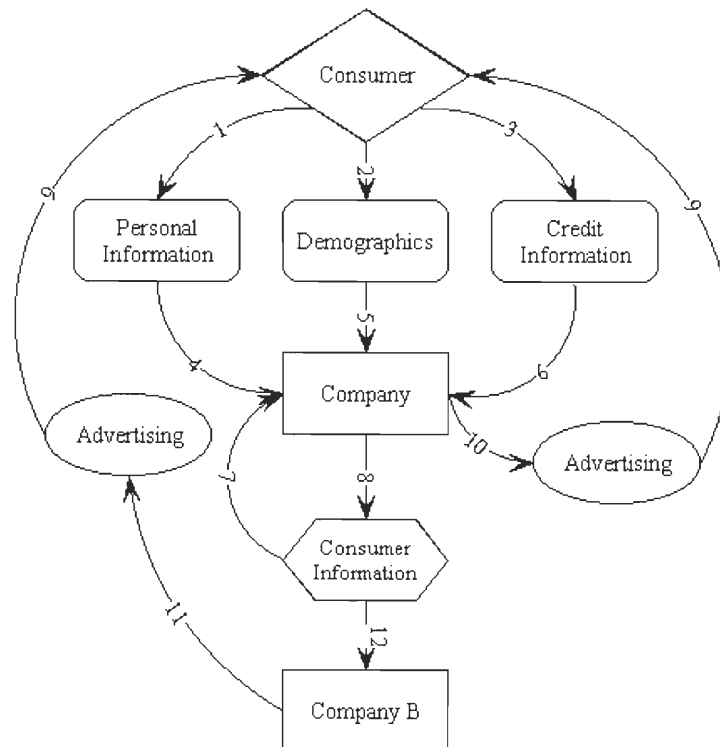 Consumer
1
2
3
Personal
Information
Demographics
Credit
Information
9
9
4
5
6
Company
Advertising
Advertising
10
7
8
Consumer
Information
11
12
Company B